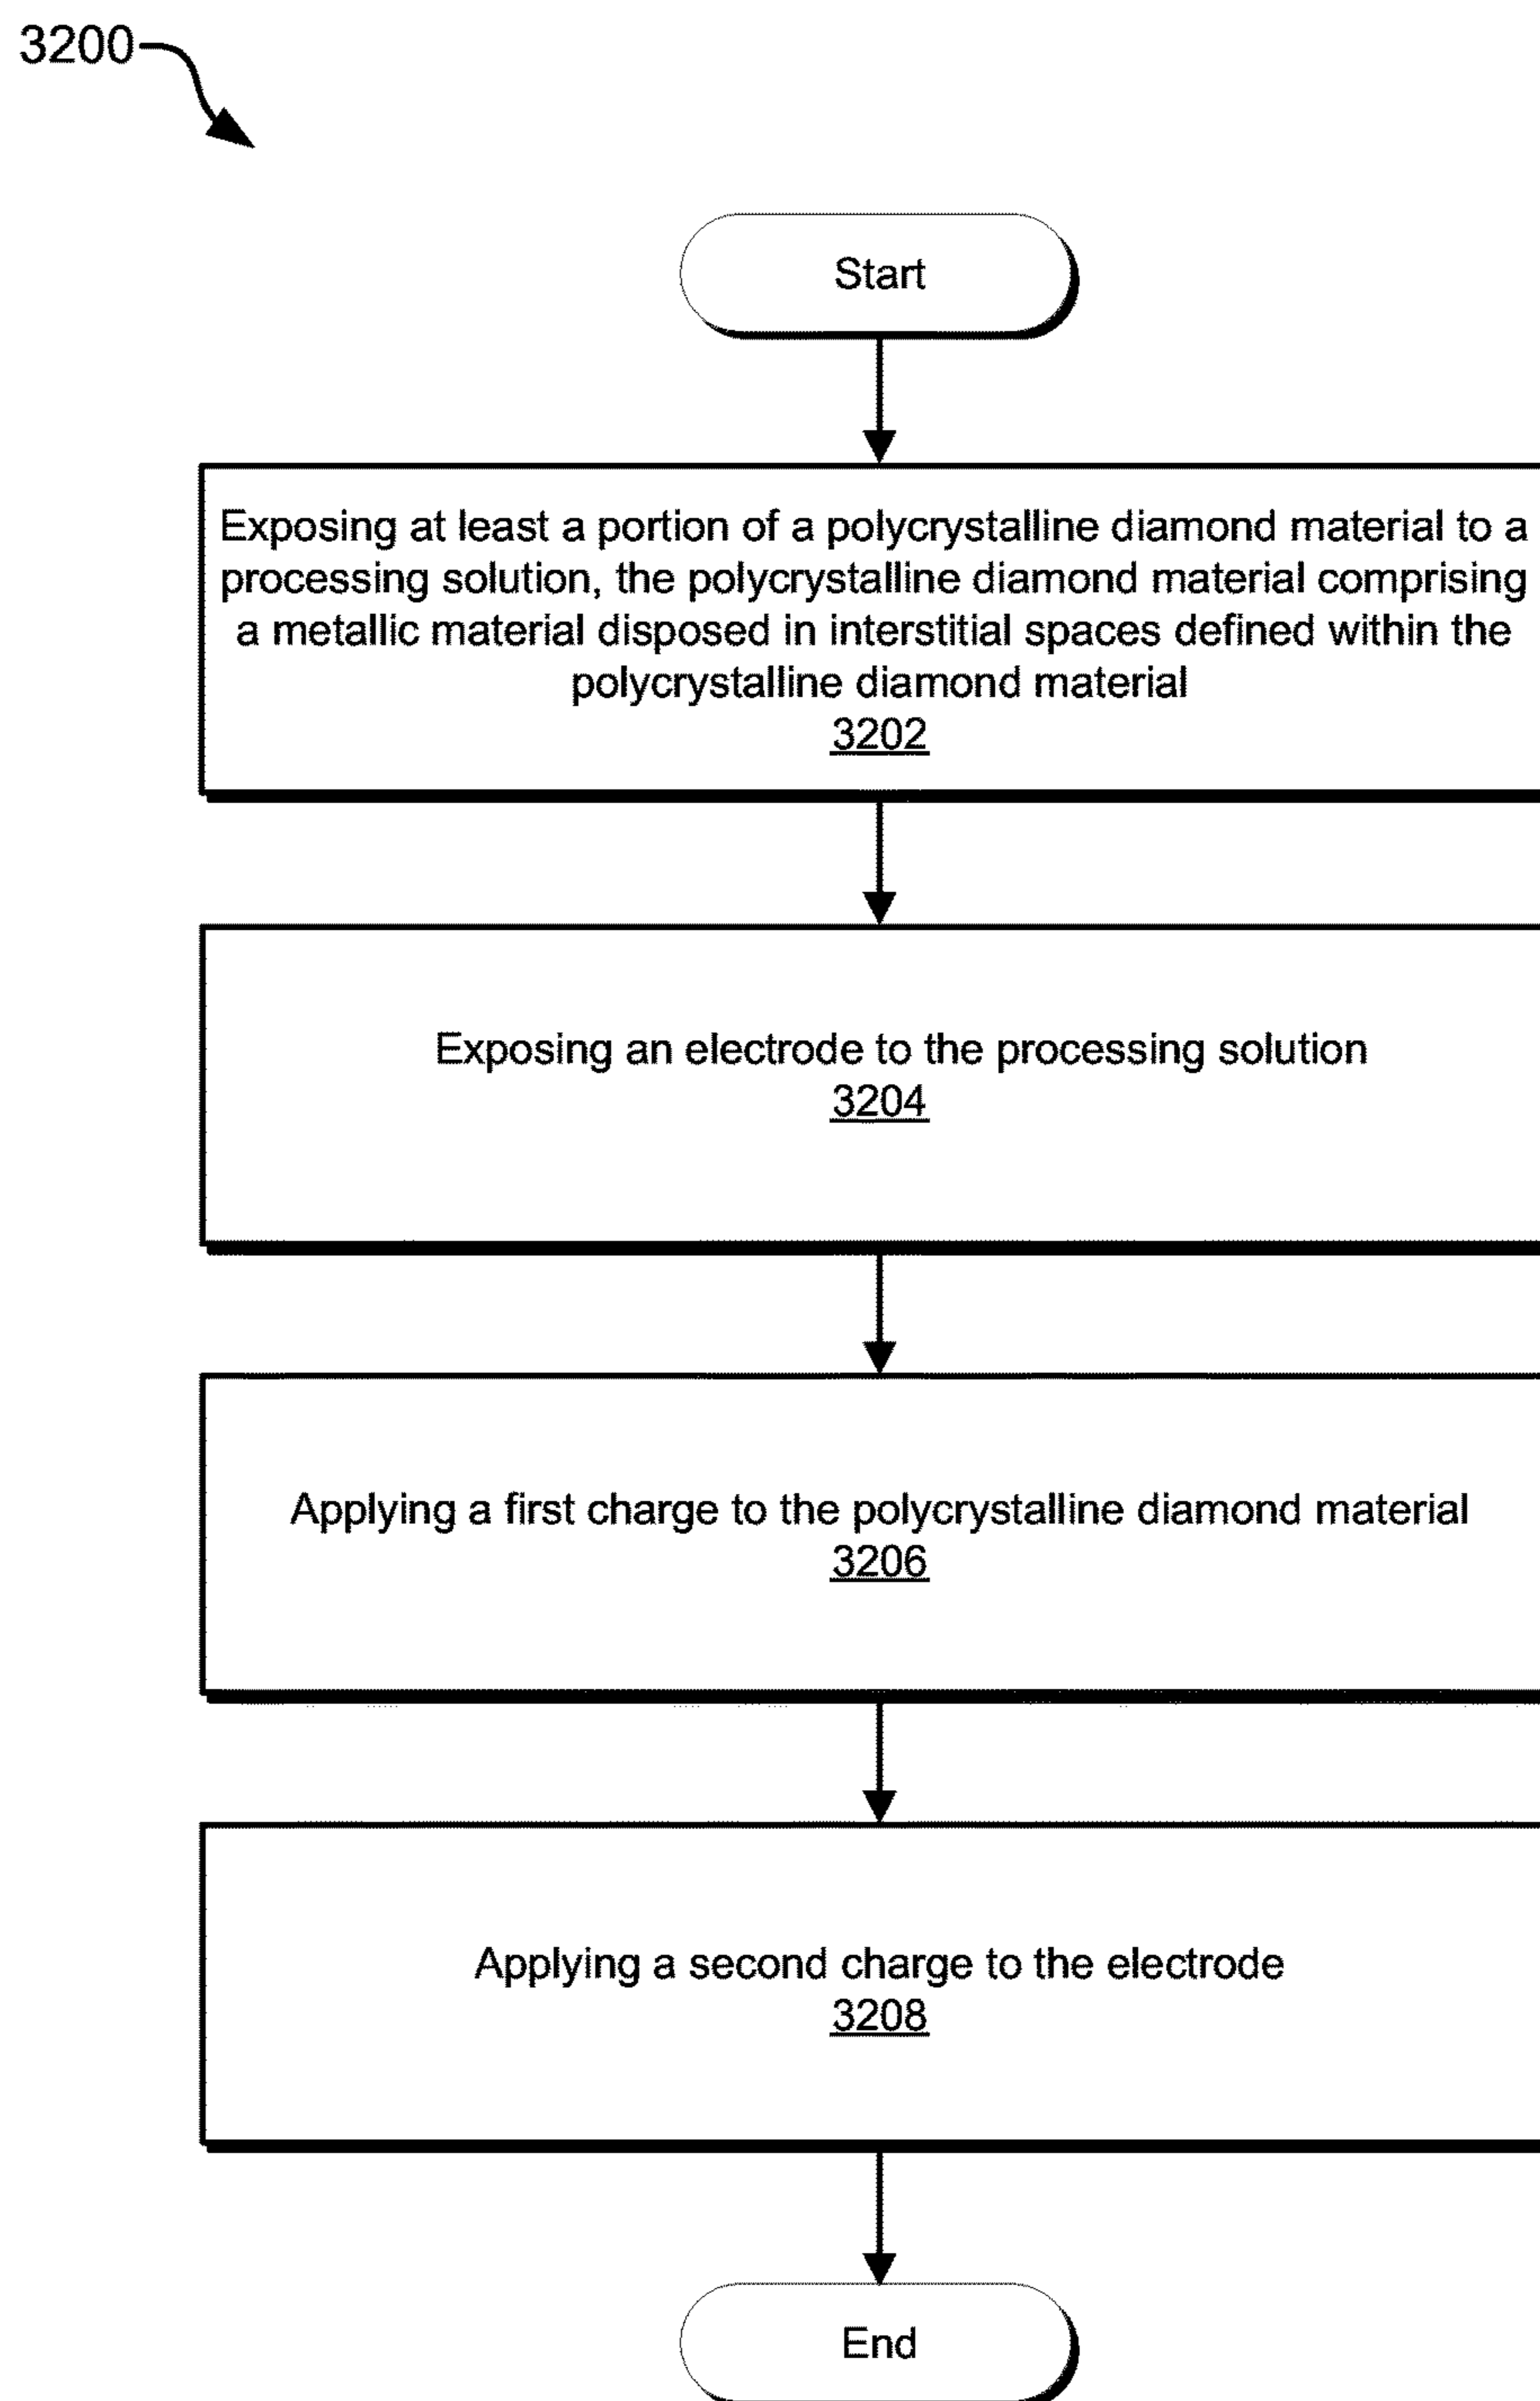 3200
Start
Exposing at least a portion of a polycrystalline diamond material to a
processing solution, the polycrystalline diamond material comprising
a metallic material disposed in interstitial spaces defined within the
polycrystalline diamond material
3202
Exposing an electrode to the processing solution
3204
Applying a first charge to the polycrystalline diamond material
3206
Applying a second charge to the electrode
3208
End